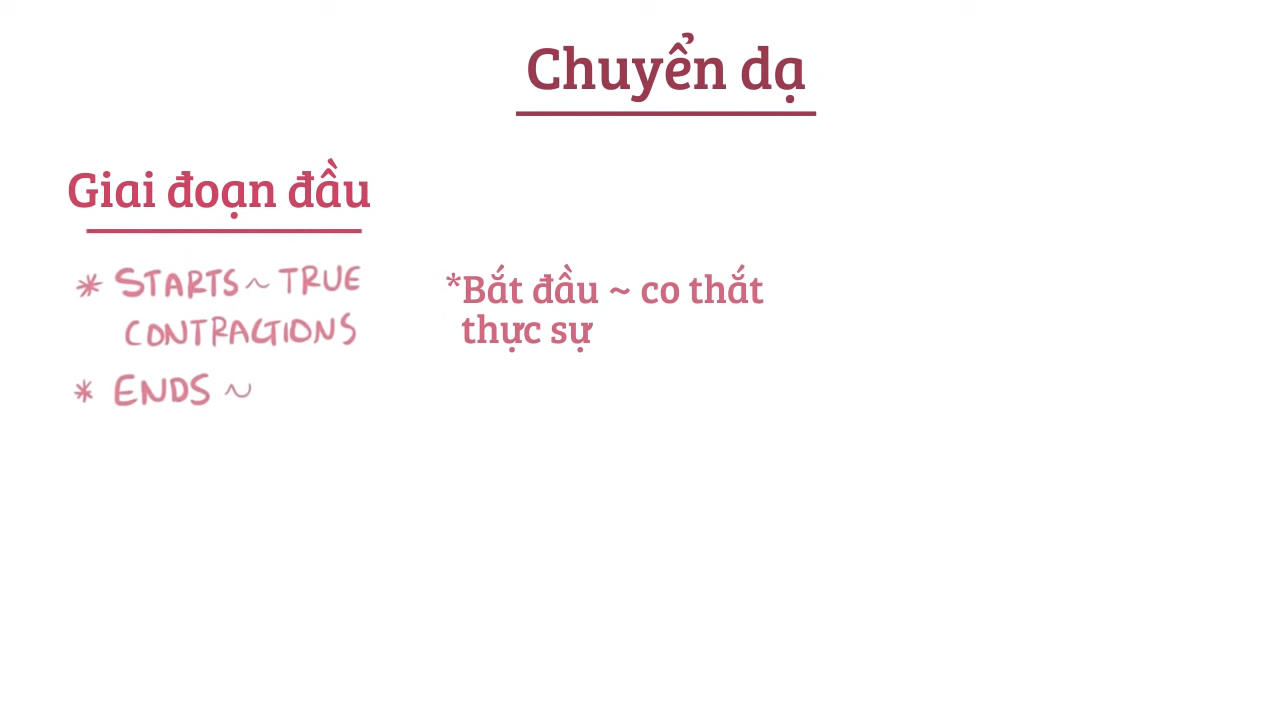 Chuyển dạ
Giai đoạn đầu
* STARTS ~ TRUE
CONTRACTIONS
*Bắt đầu ~ co thắt
thực sự
* ENDS ~